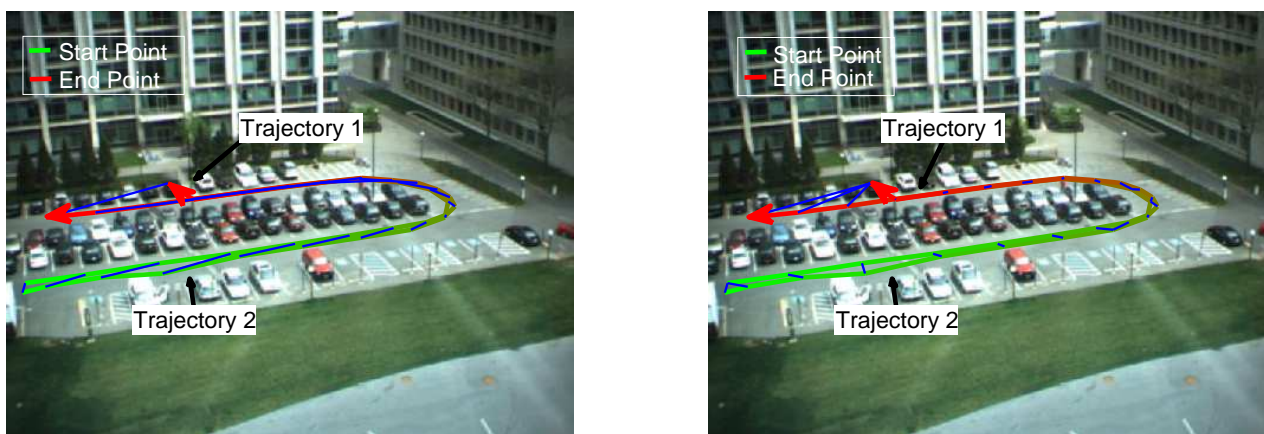 Start Point
End Point
Trajectory 1
Trajectory 2
Start Point
End Point
Trajectory 1
Trajectory 2